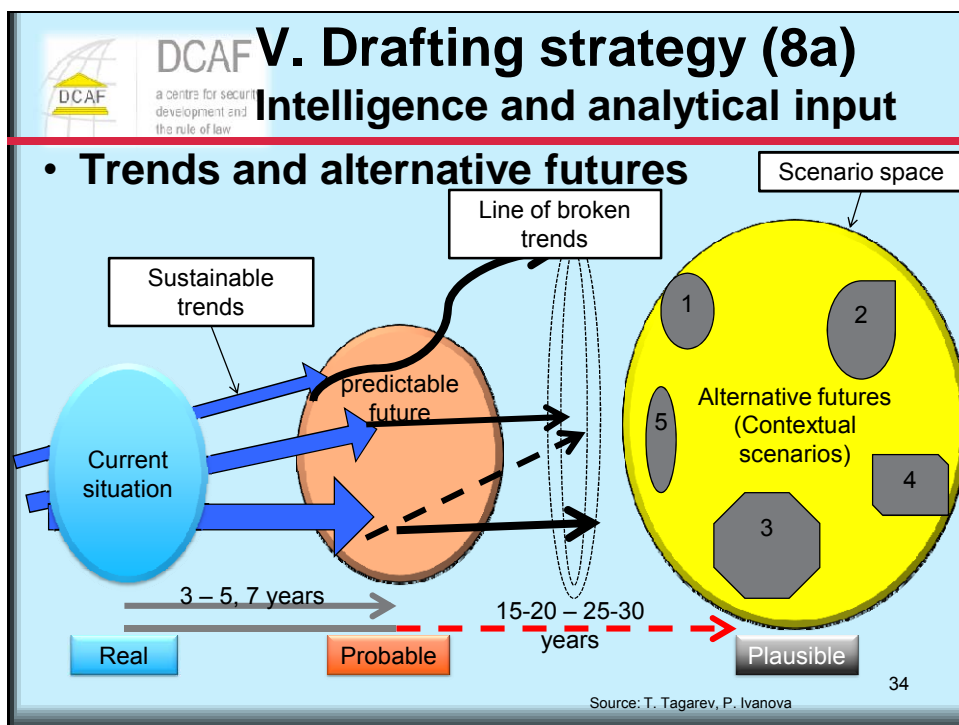 V. Drafting strategy (8a)
DCAF
DCAF
a centre for security
development and
the rule of law
Intelligence and analytical input
• Trends and alternative futures
Scenario space
Line of broken
trends
Sustainable
trends
1
2
predictable
future
Alternative futures
(Contextual
scenarios)
5
Current
situation
4
3
3 – 5, 7 years
15-20 – 25-30
years
Real
Probable
Plausible
34
Source: T. Tagarev, P. Ivanova